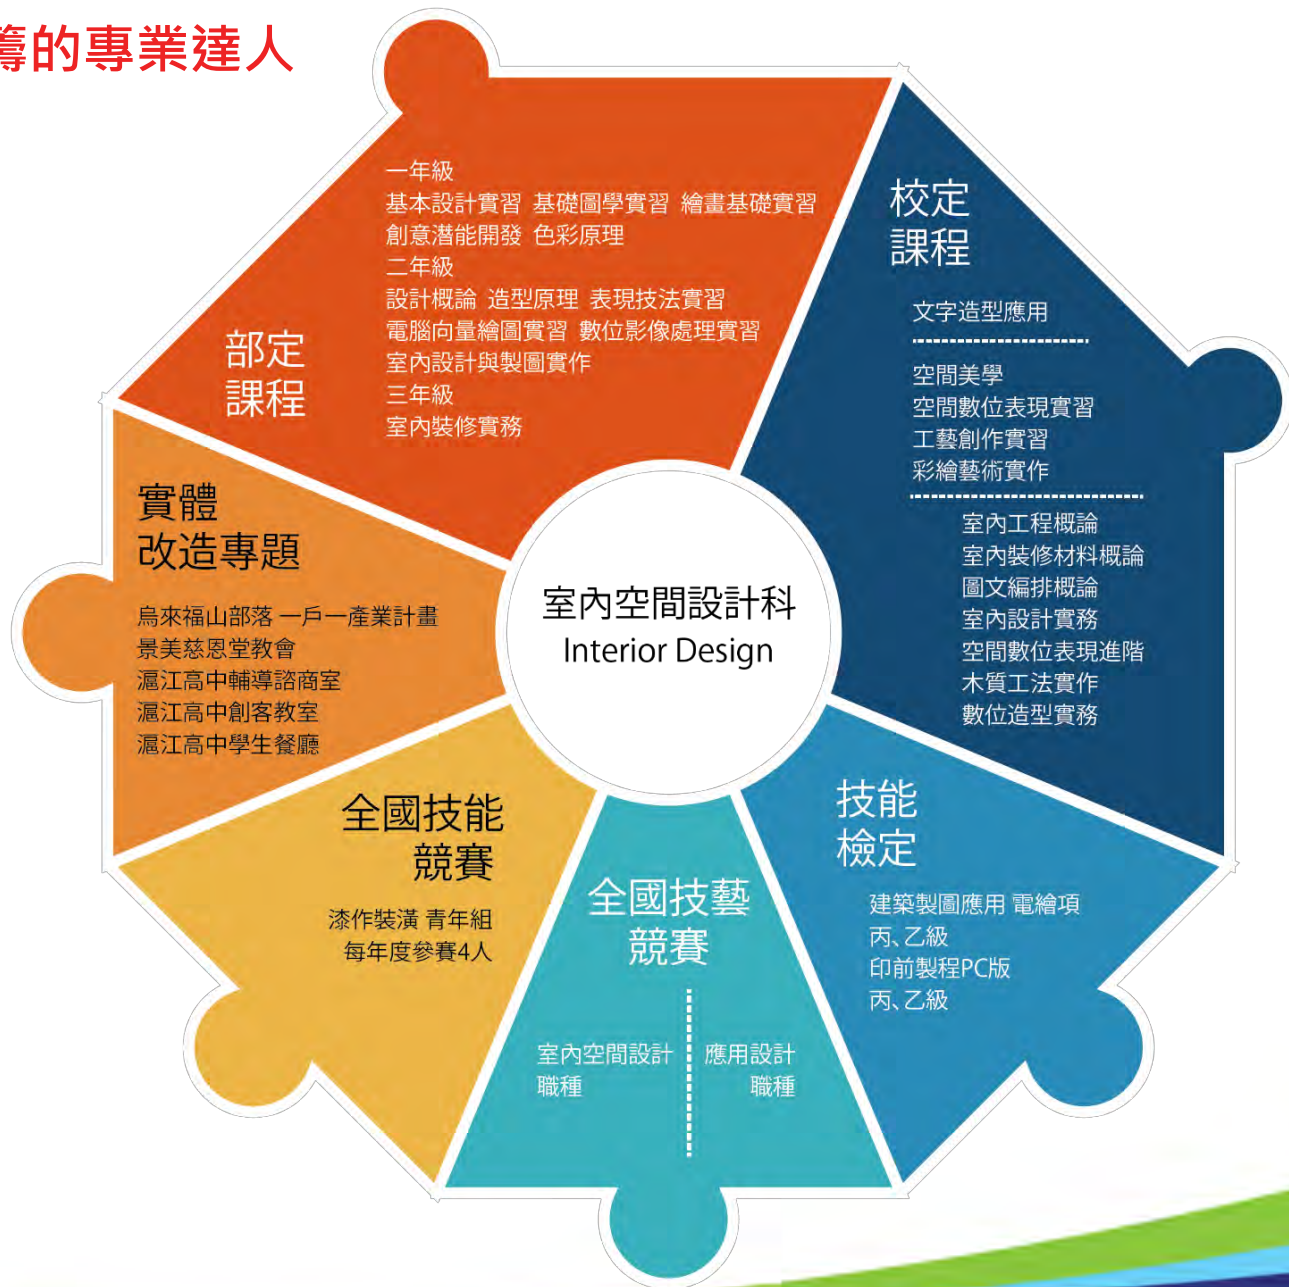 籌的專業達人
部定
課程
一年級
基本設計實習 基礎圖學實習 繪畫基礎實習
創意潛能開發 色彩原理
二年級
設計概論 造型原理 表現技法實習
電腦向量繪圖實習 數位影像處理實習
室內設計與製圖實作
三年級
室內裝修實務
校定
課程
文字造型應用
空間美學
空間數位表現實習
工藝創作實習
彩繪藝術實作
室內工程概論
室內裝修材料概論
圖文編排概論
室內設計實務
空間數位表現進階
木質工法實作
數位造型實務
實體
改造專題
烏來福山部落 一戶一產業計畫
景美慈恩堂教會
滬江高中輔導諮商室
滬江高中創客教室
滬江高中學生餐廳
室內空間設計科
Interior Design
全國技能
競賽
漆作裝潢 青年組
每年度參賽4人
全國技藝
競賽
室內空間設計
職種
應用設計
職種
技能
檢定
建築製圖應用 電繪項
丙、乙級
印前製程PC版
丙、乙級